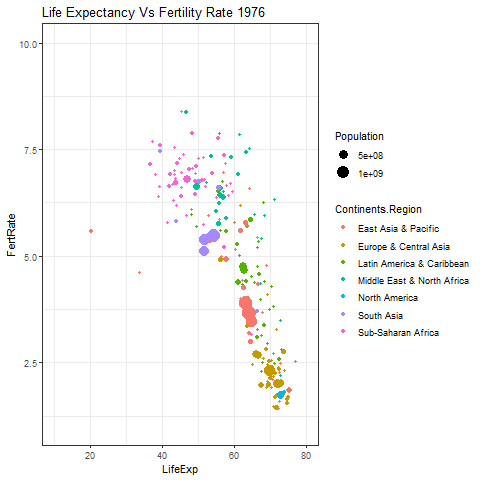 Life Expectancy Vs Fertility Rate 1976
10.0
7.5
5.0
2.5
FertRate
20
40
60
80
LifeExp
Population
5e+08
1e+09
Continents.Region
East Asia & Pacific
Europe & Central Asia
Latin America & Caribbean
Middle East & North Africa
North America
South Asia
Sub-Saharan Africa